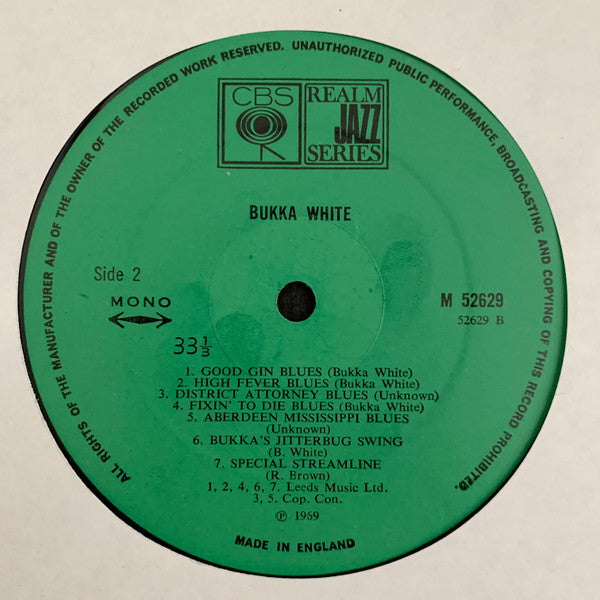 ALL RIGHTS OF THE MANUFACTURER AND OF THE OWNER OF THE RECORDED WORK RESERVED. UNAUTHORIZED PUBLIC PERFORMANCE, BROADCASTING AND COPYING OF THIS RECORD PROHIBITED.
CBS
REALM
JAZZ
SERIES
BUKKA WHITE
Side 2
MONO
M 52629
52629 B
33⅓
1. GOOD GIN BLUES (Bukka White)
2. HIGH FEVER BLUES (Bukka White)
3. DISTRICT ATTORNEY BLUES (Unknown)
4. FIXIN' TO DIE BLUES (Bukka White)
5. ABERDEEN MISSISSIPPI BLUES
(Unknown)
6. BUKKA'S JITTERBUG SWING
(B. White)
7. SPECIAL STREAMLINE
(R. Brown)
1, 2, 4, 6, 7. Leeds Music Ltd.
3, 5. Cop. Con.
℗ 1969
MADE IN ENGLAND